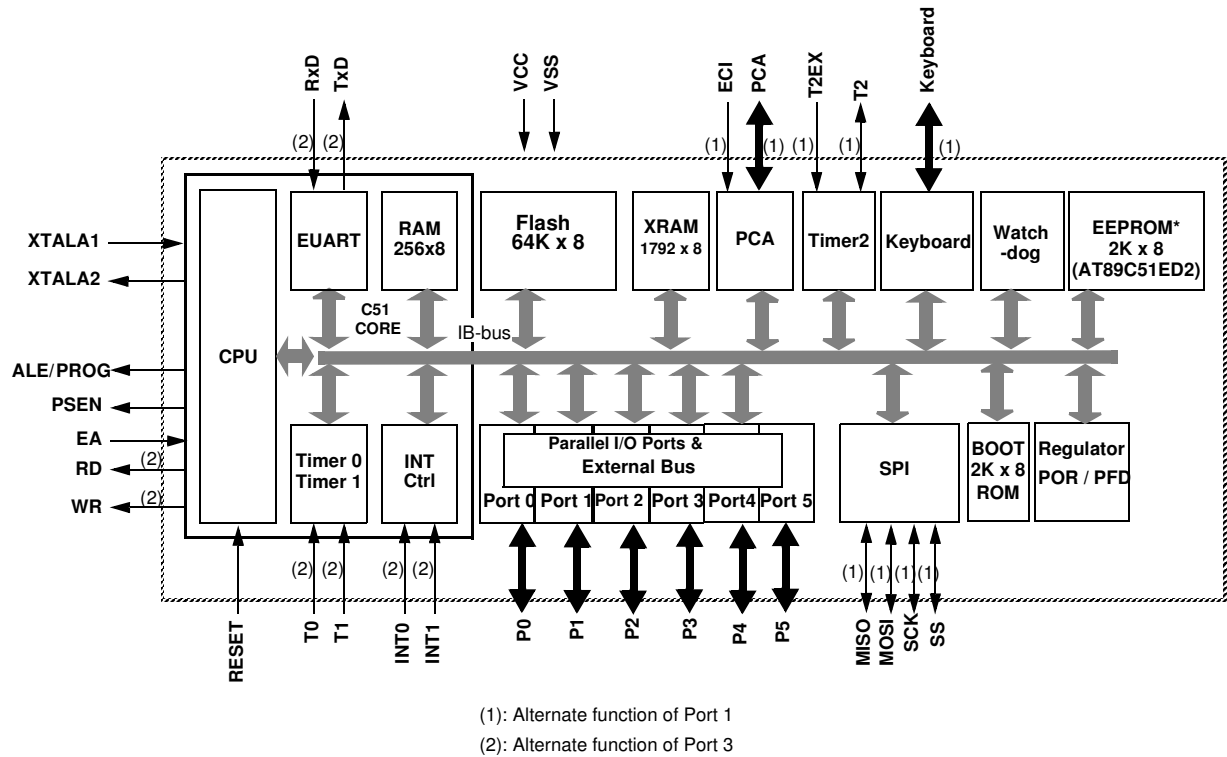 RxD
TxD
VCC
VSS
ECI
PCA
T2EX
T2
Keyboard
(2) (2) (1) (1) (1) (1) (1)
XTALA1
XTALA2
ALE/PROG
PSEN
EA
RD
(2)
WR
(2)
CPU
EUART
RAM
256x8
C51
CORE
IB-bus
Flash
64K x 8
XRAM
1792 x 8
PCA
Timer2
Keyboard
Watch
-dog
EEPROM*
2K x 8
(AT89C51ED2)
Timer 0
Timer 1
INT
Ctrl
Parallel I/O Ports &
External Bus
Port 0 Port 1 Port 2 Port 3 Port4 Port 5
SPI
BOOT
2K x 8
ROM
Regulator
POR / PFD
(2) (2) (2) (2) (1) (1) (1) (1)
RESET
T0
T1
INT0
INT1
P0
P1
P2
P3
P4
P5
MISO
MOSI
SCK
SS
(1): Alternate function of Port 1
(2): Alternate function of Port 3